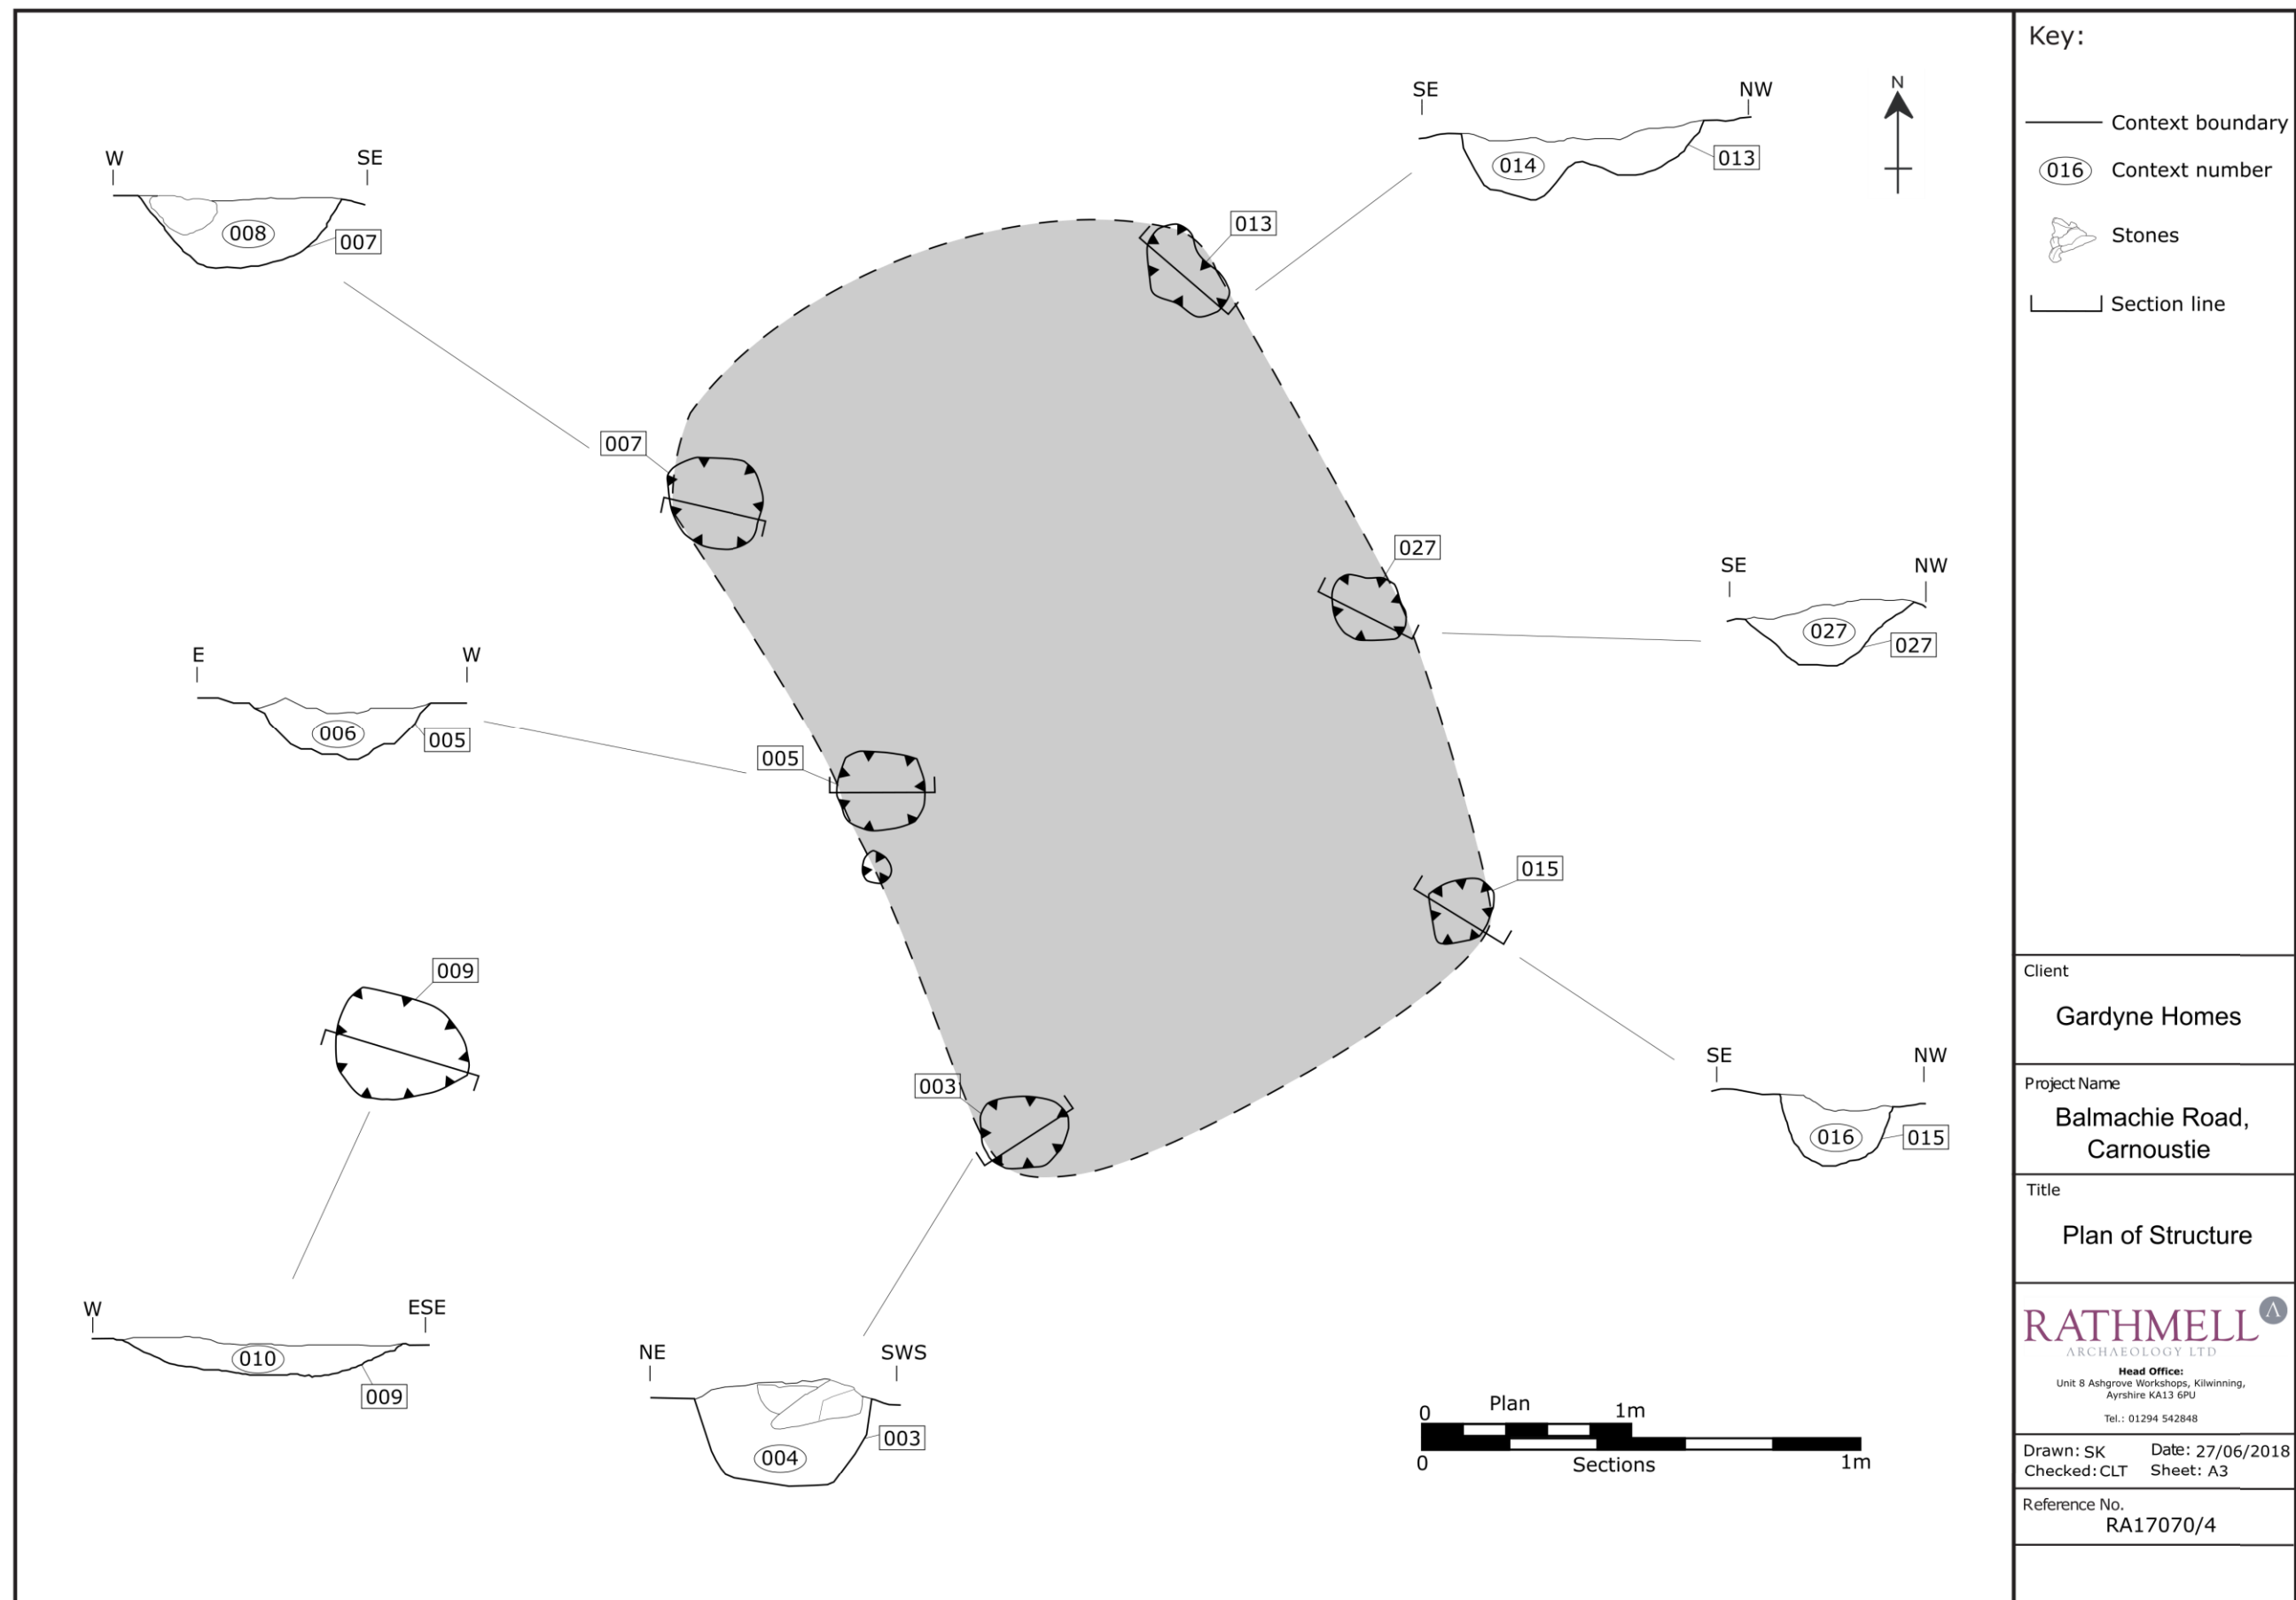 W
SE
008
007
007
E
W
006
005
005
009
W
ESE
010
009
003
NE
SWS
004
003
SE
NW
014
013
013
N
027
SE
NW
027
027
015
SE
NW
016
015
0
Plan
1m
0
Sections
1m
Key:
Context boundary
016
Context number
Stones
Section line
Client
Gardyne Homes
Project Name
Balmachie Road,
Carnoustie
Title
Plan of Structure
RATHMELL
ARCHAEOLOGY LTD
Head Office:
Unit 8 Ashgrove Workshops, Kilwinning,
Ayrshire KA13 6PU
Tel.: 01294 542848
Drawn: SK Date: 27/06/2018
Checked: CLT Sheet: A3
Reference No.
RA17070/4